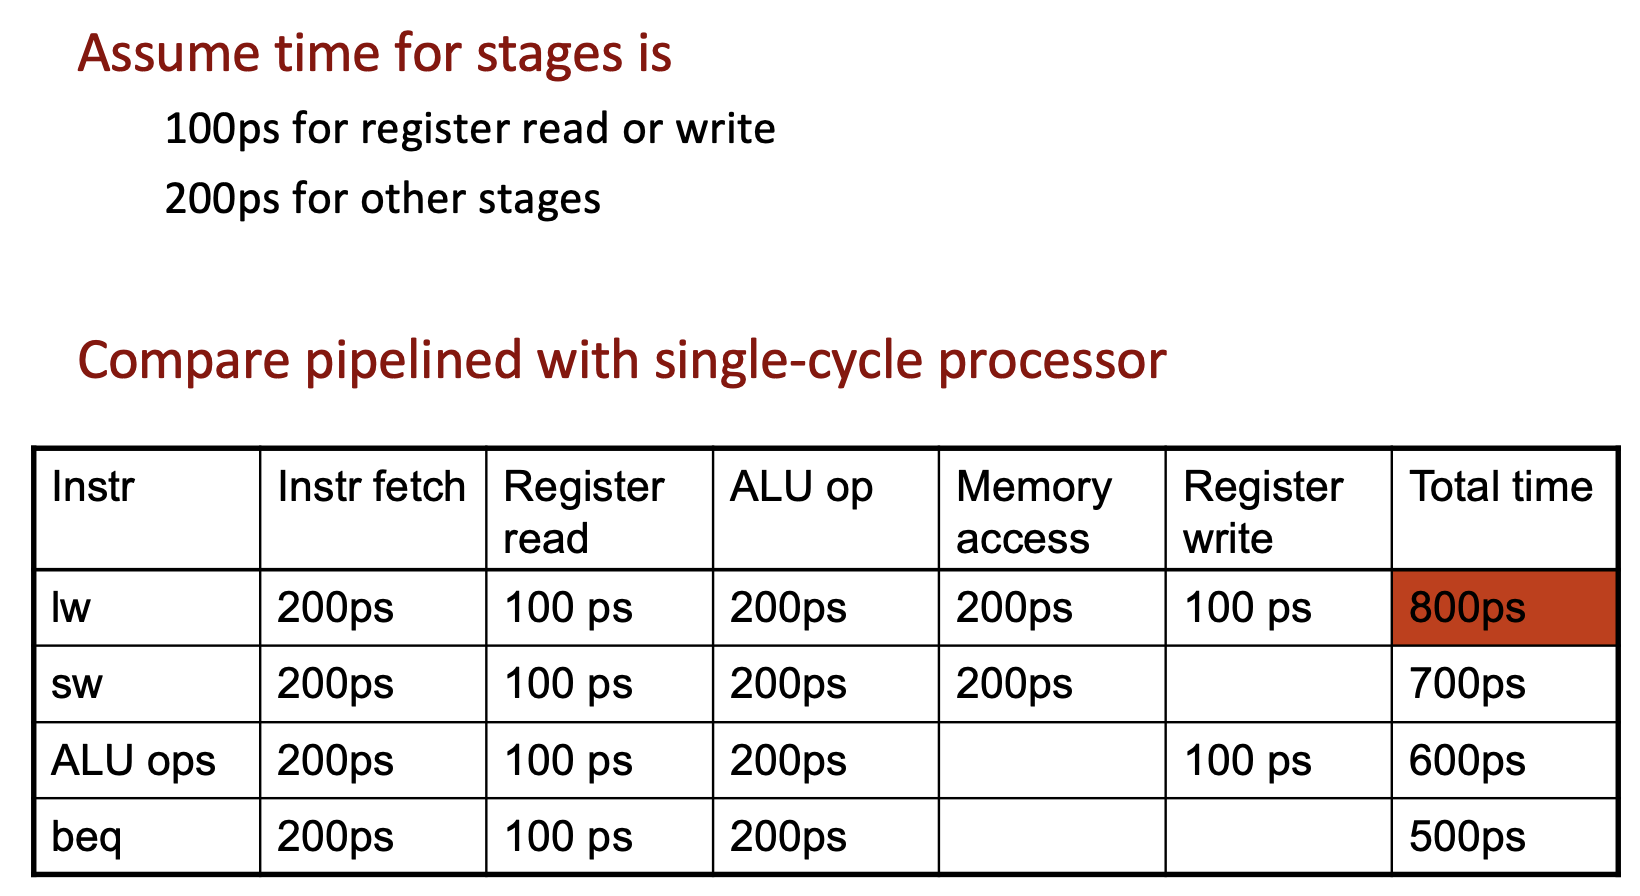 Assume time for stages is
100ps for register read or write
200ps for other stages
Compare pipelined with single-cycle processor
Instr Instr fetch Register read ALU op Memory access Register write Total time
lw 200ps 100 ps 200ps 200ps 100 ps 800ps
sw 200ps 100 ps 200ps 200ps 700ps
ALU ops 200ps 100 ps 200ps 100 ps 600ps
beq 200ps 100 ps 200ps 500ps